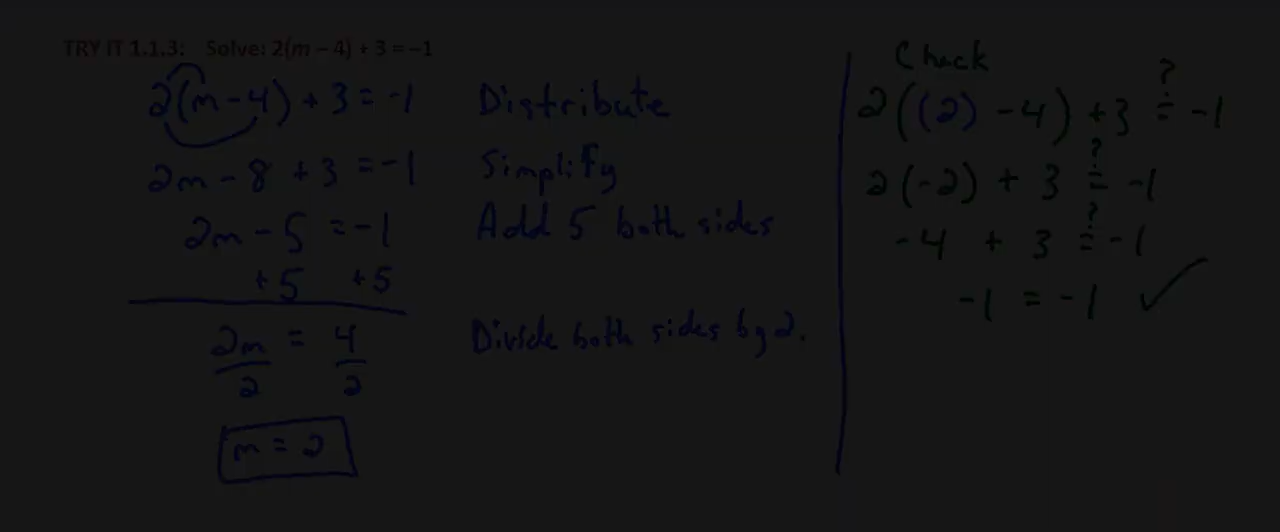 TRY IT 1.1.3: Solve: 2(m − 4) + 3 = −1
2(m - 4) + 3 = -1 Distribute
2m - 8 + 3 = -1 Simplify
2m - 5 = -1 Add 5 both sides
+5 +5
2m = 4 Divide both sides by 2.
2 2
m = 2
Check
2((2) - 4) + 3 ≟ -1
2(-2) + 3 ≟ -1
-4 + 3 ≟ -1
-1 = -1 ✓